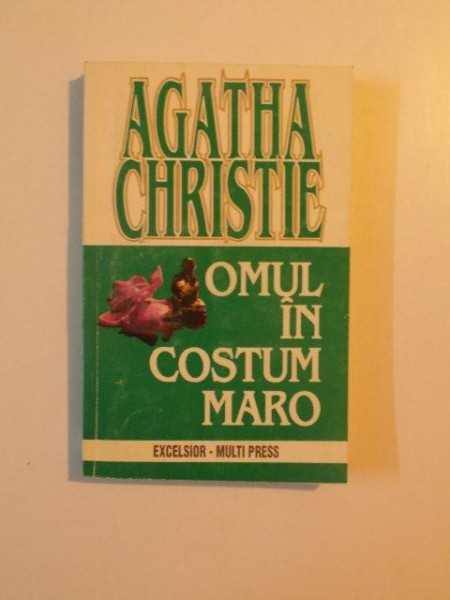 AGATHA
CHRISTIE
OMUL
ÎN
COSTUM
MARO
EXCELSIOR - MULTI PRESS